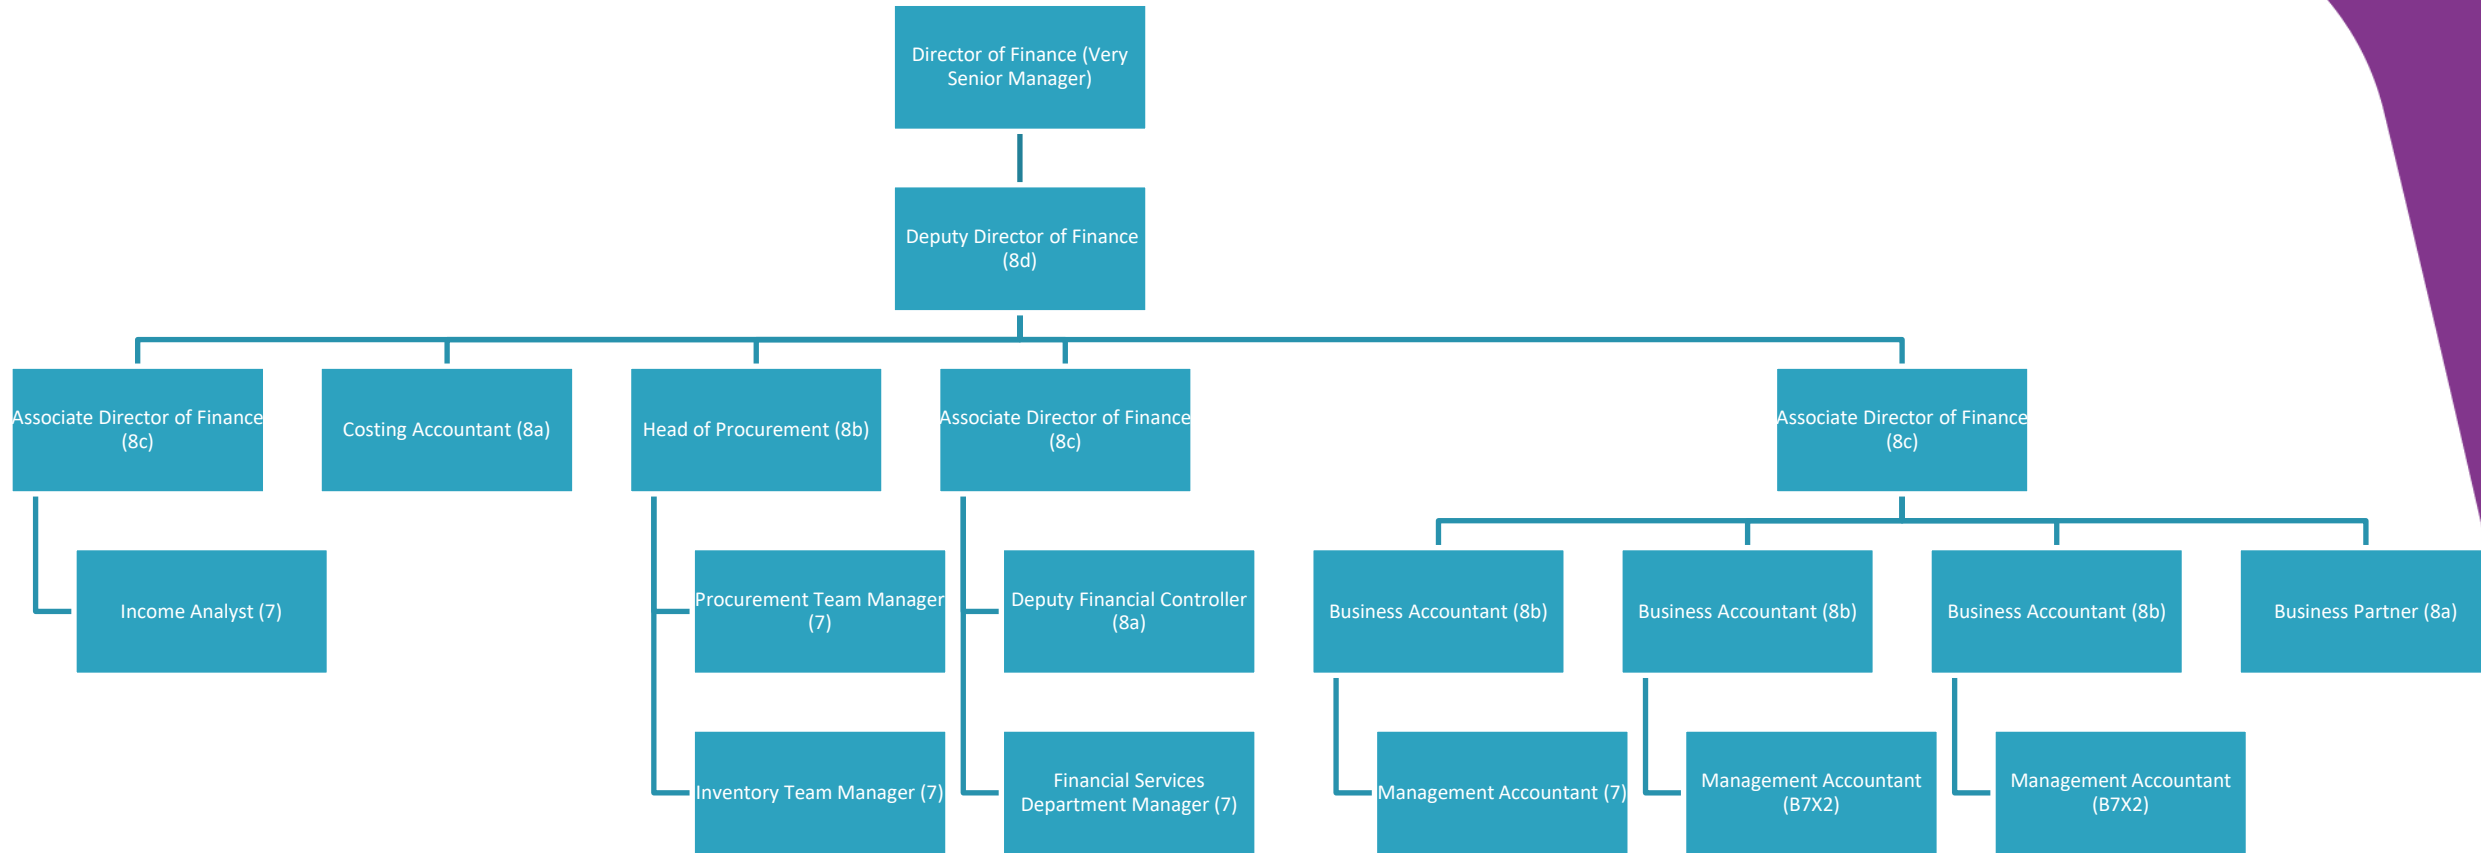 Director of Finance (Very
Senior Manager)
Deputy Director of Finance
(8d)
Associate Director of Finance
(8c)
Costing Accountant (8a)
Head of Procurement (8b)
Associate Director of Finance
(8c)
Associate Director of Finance
(8c)
Income Analyst (7)
Procurement Team Manager
(7)
Deputy Financial Controller
(8a)
Business Accountant (8b)
Business Accountant (8b)
Business Accountant (8b)
Business Partner (8a)
Inventory Team Manager (7)
Financial Services
Department Manager (7)
Management Accountant (7)
Management Accountant
(B7X2)
Management Accountant
(B7X2)